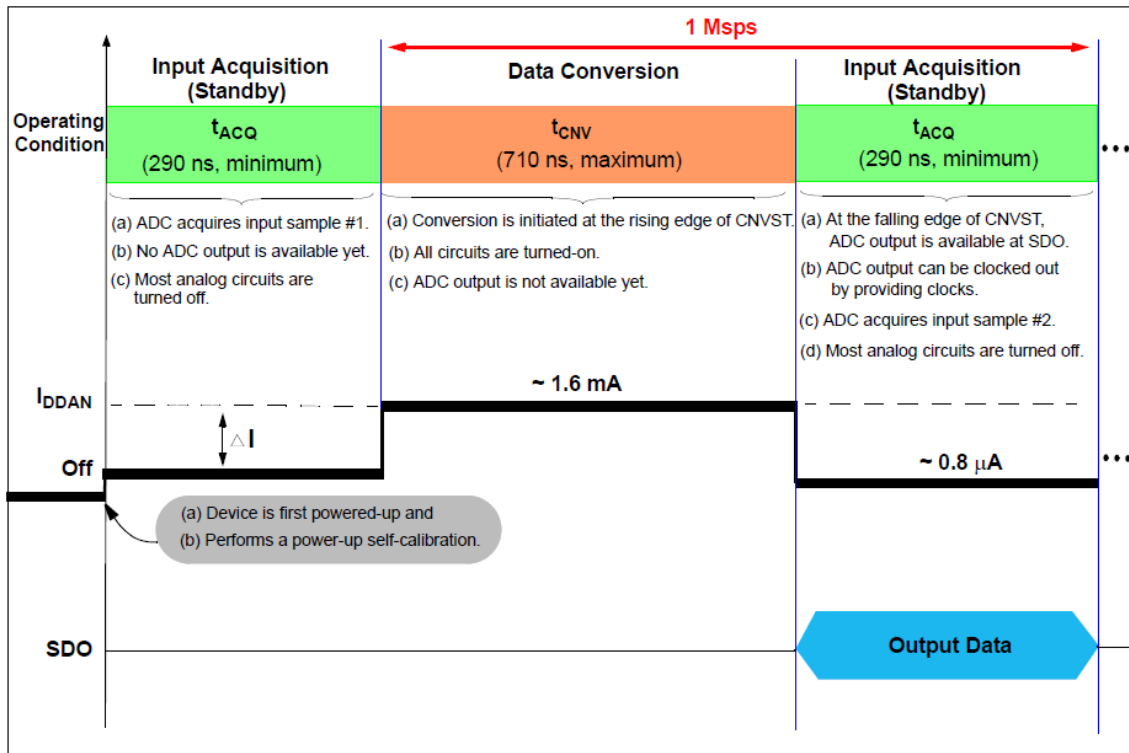 1 Msps
Input Acquisition
(Standby)
Data Conversion
Input Acquisition
(Standby)
Operating
Condition
tACQ
(290 ns, minimum)
tCNV
(710 ns, maximum)
tACQ
(290 ns, minimum)
(a) ADC acquires input sample #1.
(b) No ADC output is available yet.
(c) Most analog circuits are
turned off.
(a) Conversion is initiated at the rising edge of CNVST.
(b) All circuits are turned-on.
(c) ADC output is not available yet.
(a) At the falling edge of CNVST,
ADC output is available at SDO.
(b) ADC output can be clocked out
by providing clocks.
(c) ADC acquires input sample #2.
(d) Most analog circuits are turned off.
IDDAN
~ 1.6 mA
△I
Off
~ 0.8 μA
(a) Device is first powered-up and
(b) Performs a power-up self-calibration.
SDO
Output Data